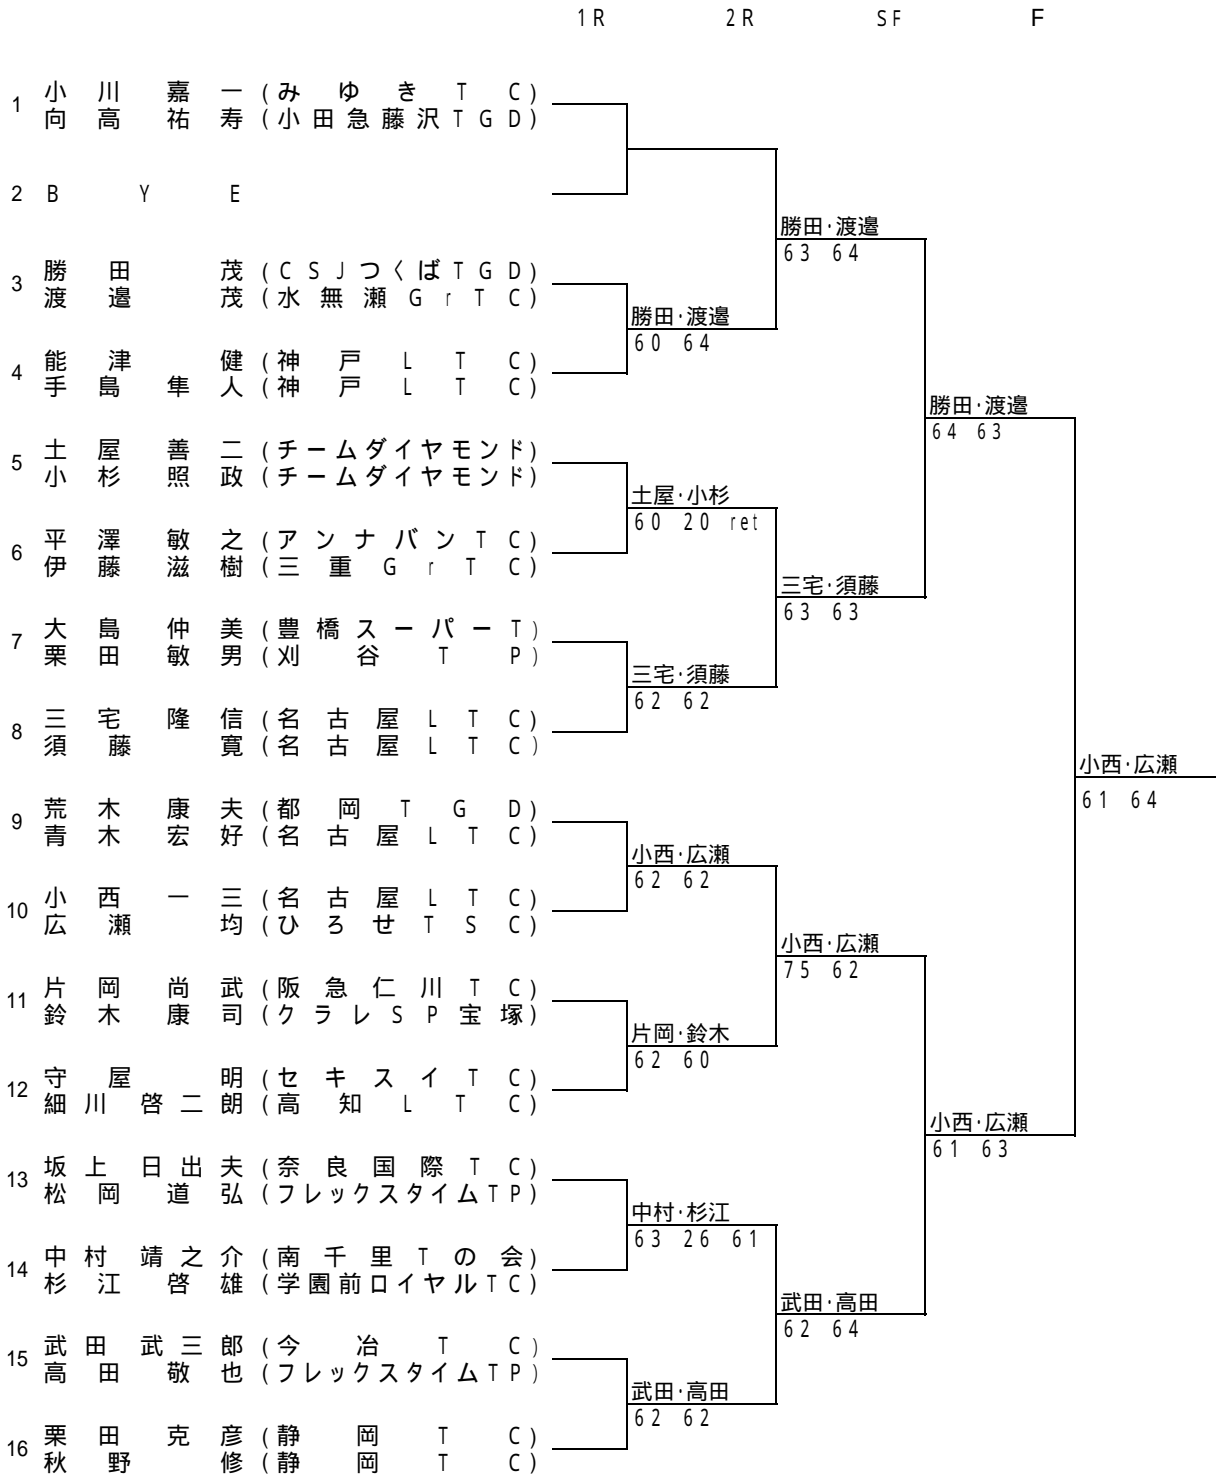 1R 2R SF F
1 小川嘉一(みゆきTC)
向高祐寿(小田急藤沢TGD)
2 BYE
勝田･渡邉
63 64
3 勝田茂(CSJつくばTGD)
渡邉茂(水無瀬GrTC)
勝田･渡邉
60 64
4 能津健(神戸LTC)
手島隼人(神戸LTC)
勝田･渡邉
64 63
5 土屋善二(チームダイヤモンド)
小杉照政(チームダイヤモンド)
土屋･小杉
60 20 ret
6 平澤敏之(アンナバンTC)
伊藤滋樹(三重GrTC)
三宅･須藤
63 63
7 大島仲美(豊橋スーパーT)
栗田敏男(刈谷TP)
三宅･須藤
62 62
8 三宅隆信(名古屋LTC)
須藤寛(名古屋LTC)
小西･広瀬
61 64
9 荒木康夫(都岡TGD)
青木宏好(名古屋LTC)
小西･広瀬
62 62
10 小西一三(名古屋LTC)
広瀬均(ひろせTSC)
小西･広瀬
75 62
11 片岡尚武(阪急仁川TC)
鈴木康司(クラレSP宝塚)
片岡･鈴木
62 60
12 守屋明(セキスイTC)
細川啓二朗(高知LTC)
小西･広瀬
61 63
13 坂上日出夫(奈良国際TC)
松岡道弘(フレックスタイムTP)
中村･杉江
63 26 61
14 中村靖之介(南千里Tの会)
杉江啓雄(学園前ロイヤルTC)
武田･高田
62 64
15 武田武三郎(今冶TC)
高田敬也(フレックスタイムTP)
武田･高田
62 62
16 栗田克彦(静岡TC)
秋野修(静岡TC)